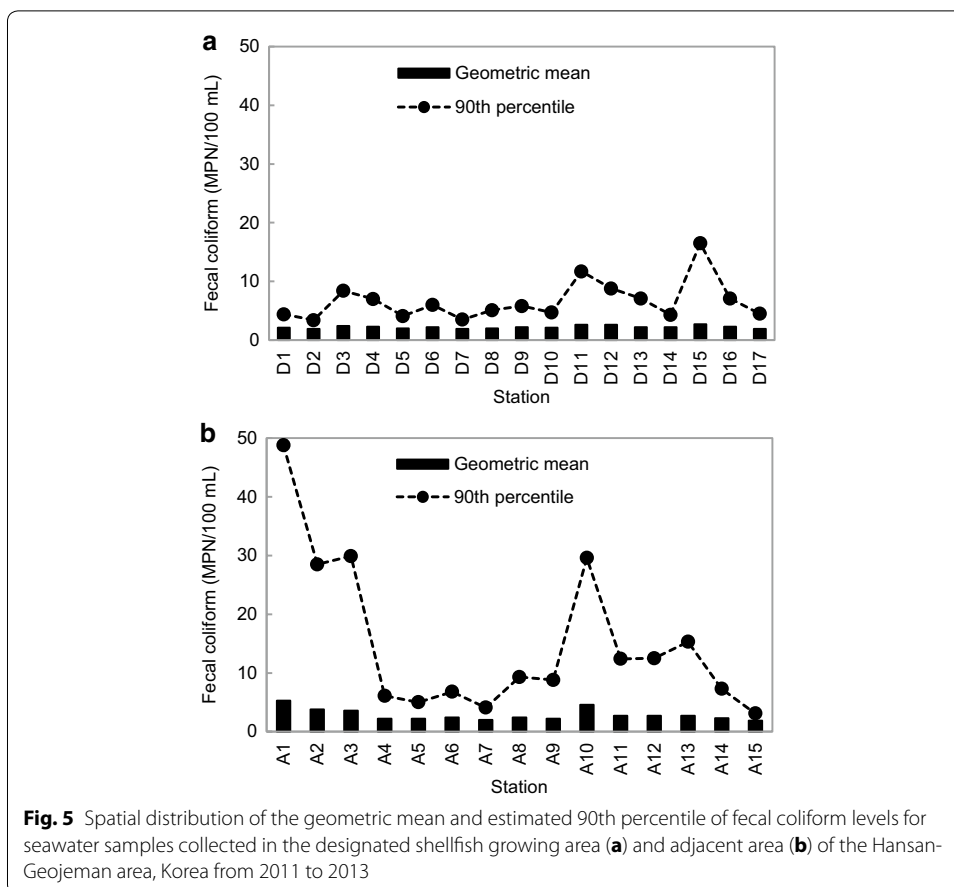 a
50
40
30
20
10
0
Fecal coliform (MPN/100 mL)
Geometric mean
90th percentile
D1 D2 D3 D4 D5 D6 D7 D8 D9 D10 D11 D12 D13 D14 D15 D16 D17
Station
b
50
40
30
20
10
0
Fecal coliform (MPN/100 mL)
Geometric mean
90th percentile
A1 A2 A3 A4 A5 A6 A7 A8 A9 A10 A11 A12 A13 A14 A15
Station
Fig. 5 Spatial distribution of the geometric mean and estimated 90th percentile of fecal coliform levels for
seawater samples collected in the designated shellfish growing area (a) and adjacent area (b) of the Hansan-
Geojeman area, Korea from 2011 to 2013